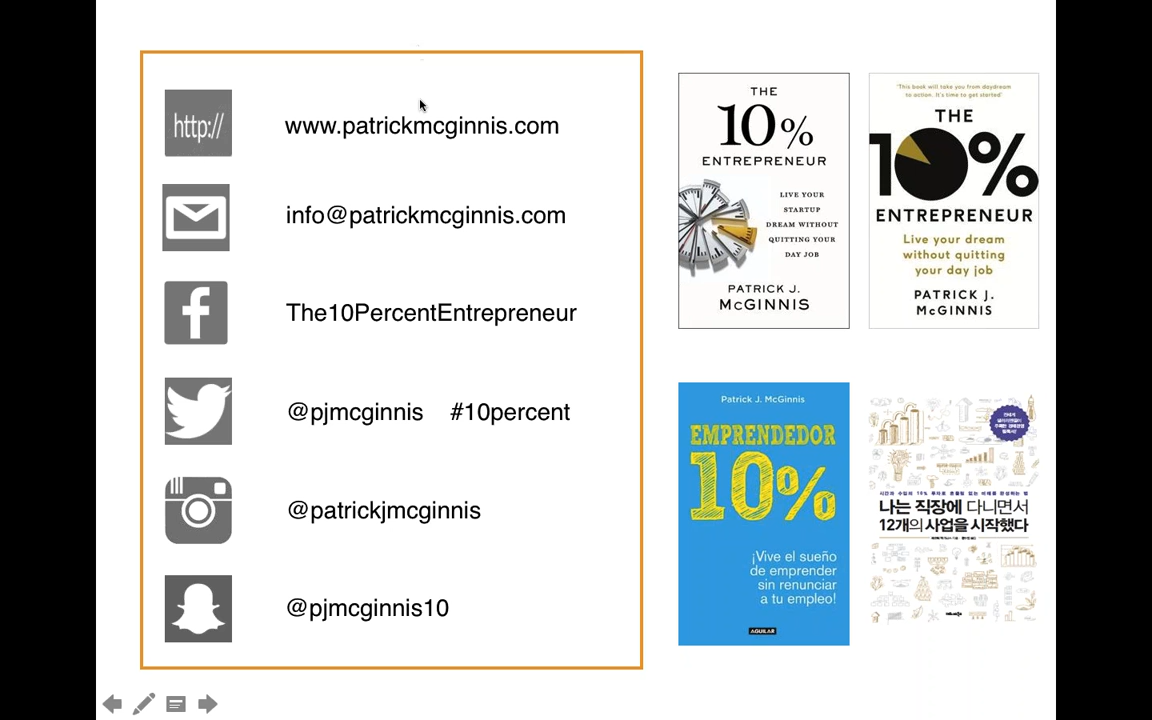 http://
www.patrickmcginnis.com
info@patrickmcginnis.com
The10PercentEntrepreneur
@pjmcginnis #10percent
@patrickjmcginnis
@pjmcginnis10
THE
10%
ENTREPRENEUR
LIVE YOUR
STARTUP
DREAM WITHOUT
QUITTING YOUR
DAY JOB
PATRICK J.
McGINNIS
"This book will take you from daydream
to action. It's time to get started"
THE
10%
ENTREPRENEUR
Live your dream
without quitting
your day job
PATRICK J.
McGINNIS
Patrick J. McGinnis
EMPRENDEDOR
10%
¡Vive el sueño
de emprender
sin renunciar
a tu empleo!
AGUILAR
나는 직장에 다니면서
12개의 사업을 시작했다